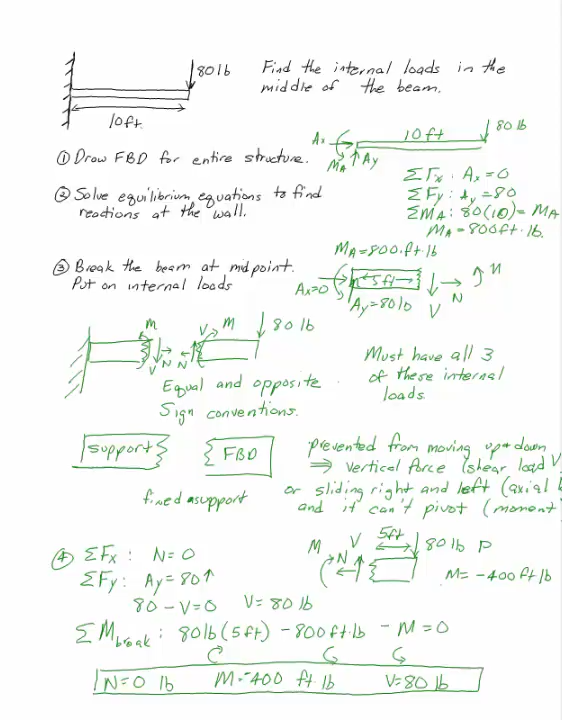 80 lb
Find the internal loads in the
middle of the beam.
10 ft.
① Draw FBD for entire structure.
Ax
MA
Ay
10 ft
80 lb
ΣFx: Ax = 0
ΣFy: Ay = 80
ΣMA: 80(10) = MA
MA = 800 ft·lb.
② Solve equilibrium equations to find
reactions at the wall.
③ Break the beam at midpoint.
Put on internal loads
MA = 800 ft·lb
Ax=0
5 ft
Ay = 80 lb
V
N
M
M
V
N
N
V
M
80 lb
Equal and opposite
Sign conventions.
Must have all 3
of these internal
loads
support
FBD
fixed support
prevented from moving up + down
⇒ vertical force (shear load V
or sliding right and left (axial
and it can't pivot (moment
④ ΣFx: N = 0
ΣFy: Ay = 80↑
80 - V = 0 V = 80 lb
M
V
N
5ft
80 lb P
M = -400 ft lb
ΣMbreak: 80 lb (5 ft) - 800 ft·lb - M = 0
N = 0 lb M = -400 ft·lb V = 80 lb